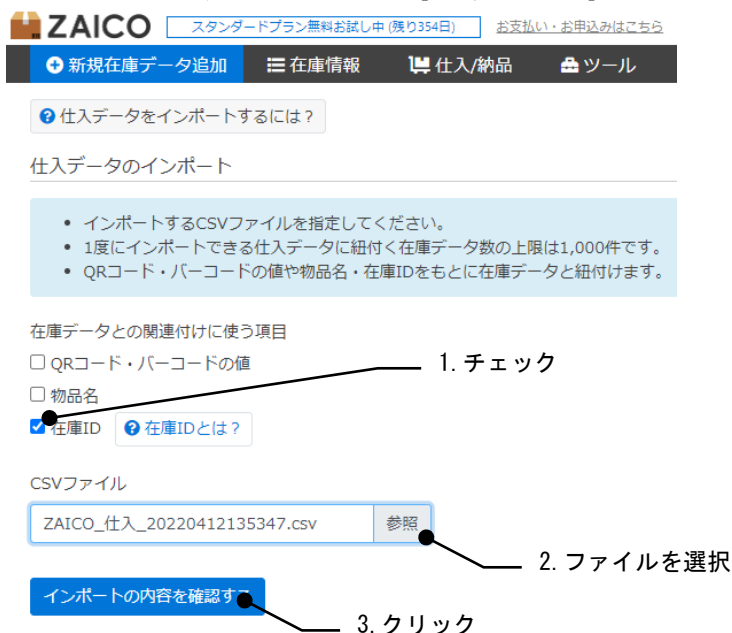 ZAICO スタンダードプラン無料お試し中 (残り354日) お支払い・お申込みはこちら
新規在庫データ追加 在庫情報 仕入/納品 ツール
仕入データをインポートするには？
仕入データのインポート
インポートするCSVファイルを指定してください。
1度にインポートできる仕入データに紐付く在庫データ数の上限は1,000件です。
QRコード・バーコードの値や物品名・在庫IDをもとに在庫データと紐付けます。
在庫データとの関連付けに使う項目
QRコード・バーコードの値
1.チェック
物品名
在庫ID 在庫IDとは？
CSVファイル
ZAICO_仕入_20220412135347.csv 参照
2.ファイルを選択
インポートの内容を確認する
3.クリック